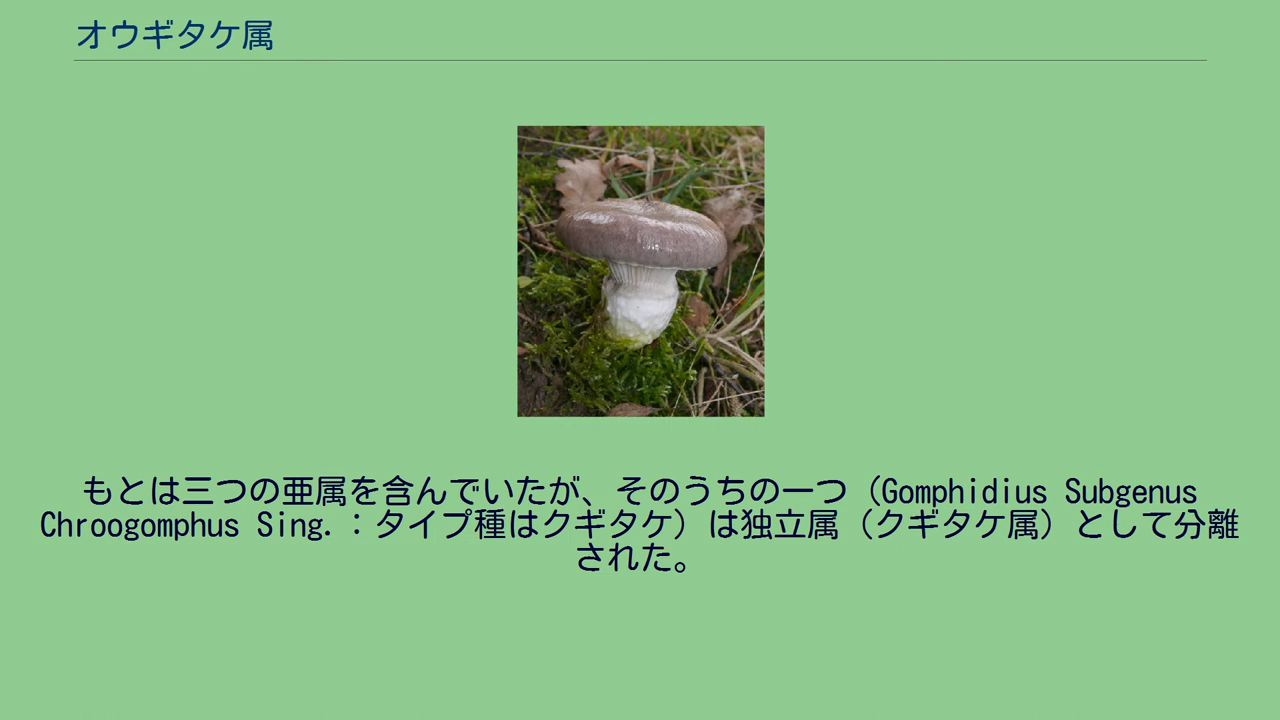 オウギタケ属
もとは三つの亜属を含んでいたが、そのうちの一つ（Gomphidius Subgenus
Chroogomphus Sing.：タイプ種はクギタケ）は独立属（クギタケ属）として分離
された。